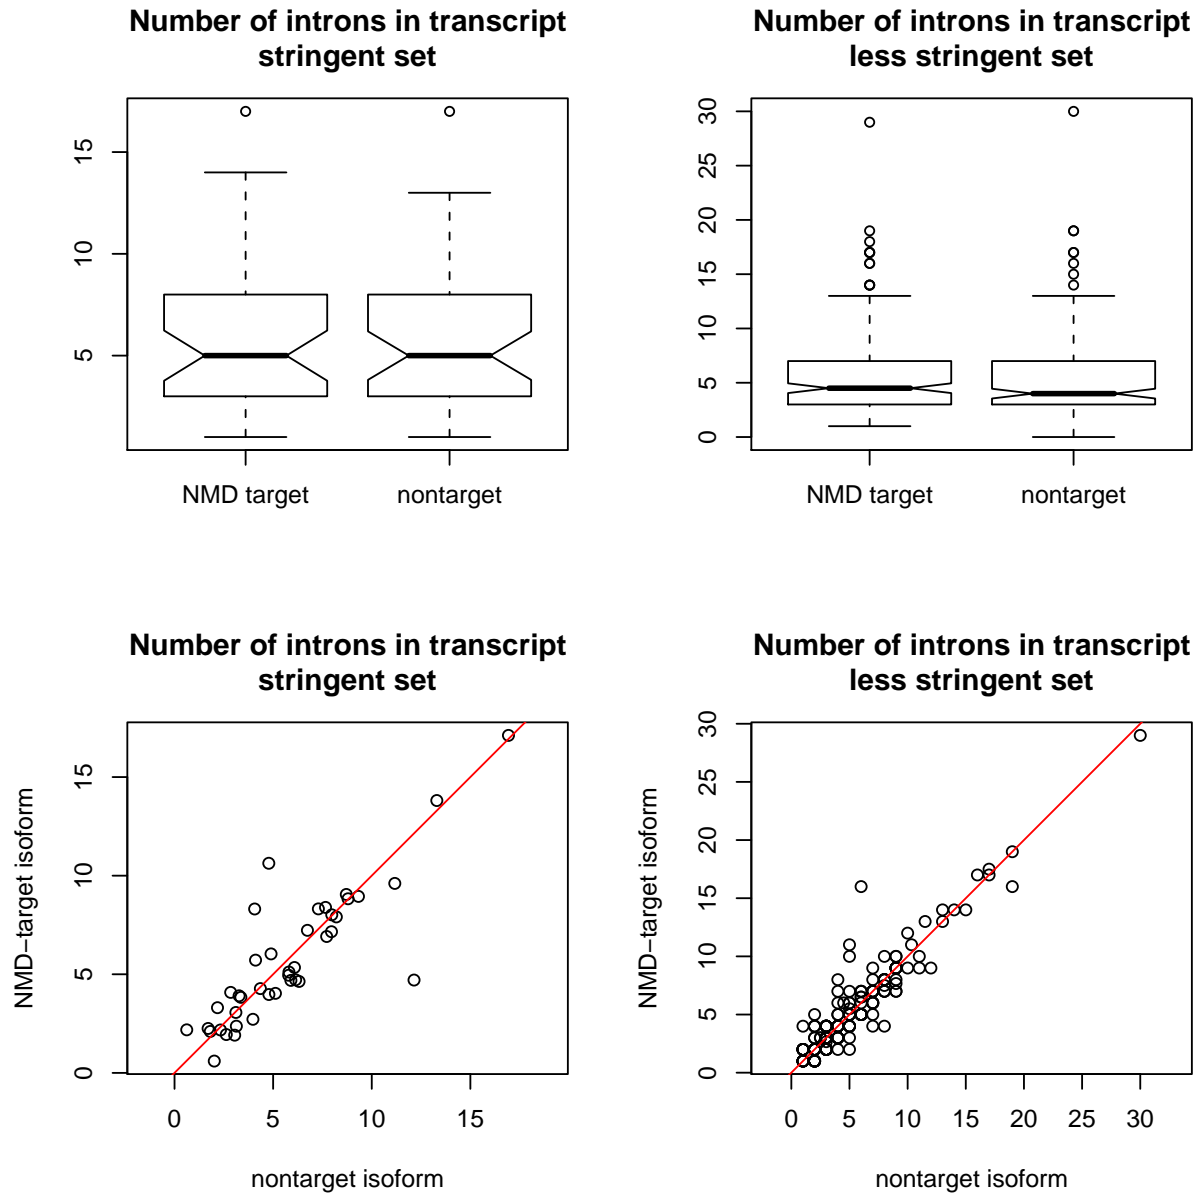 Number of introns in transcript
stringent set
15
10
5
NMD target nontarget
Number of introns in transcript
less stringent set
30
25
20
15
10
5
0
NMD target nontarget
Number of introns in transcript
stringent set
NMD−target isoform
15
10
5
0
0 5 10 15
nontarget isoform
Number of introns in transcript
less stringent set
NMD−target isoform
30
25
20
15
10
5
0
0 5 10 15 20 25 30
nontarget isoform